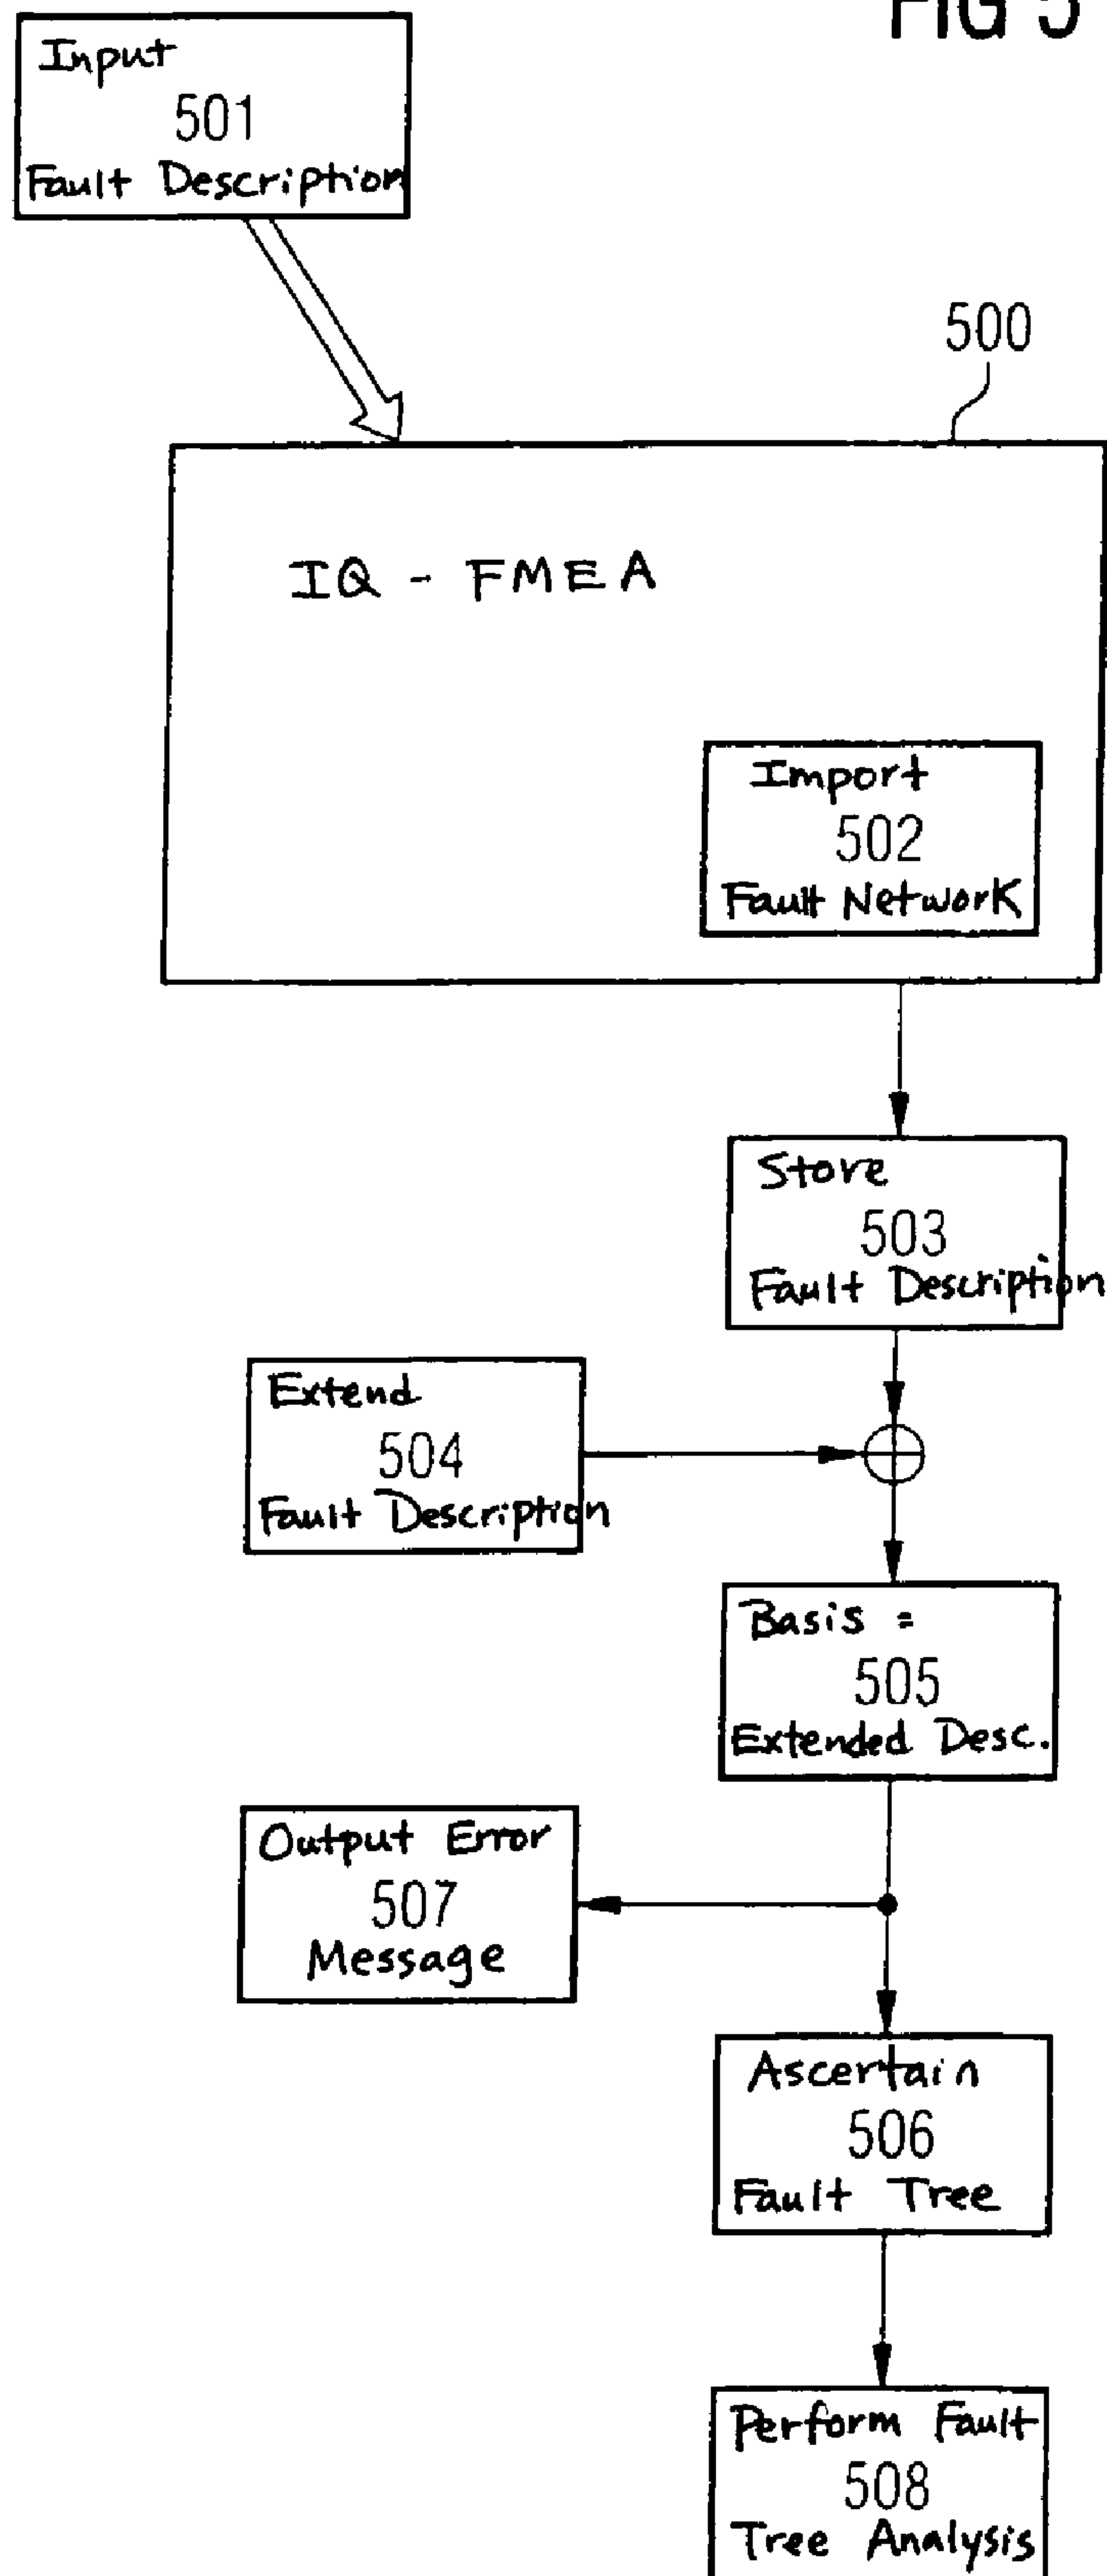 FIG 5
Input
501
Fault Description
500
IQ - FMEA
Import
502
Fault Network
Store
503
Fault Description
Extend
504
Fault Description
Basis =
505
Extended Desc.
Output Error
507
Message
Ascertain
506
Fault Tree
Perform Fault
508
Tree Analysis